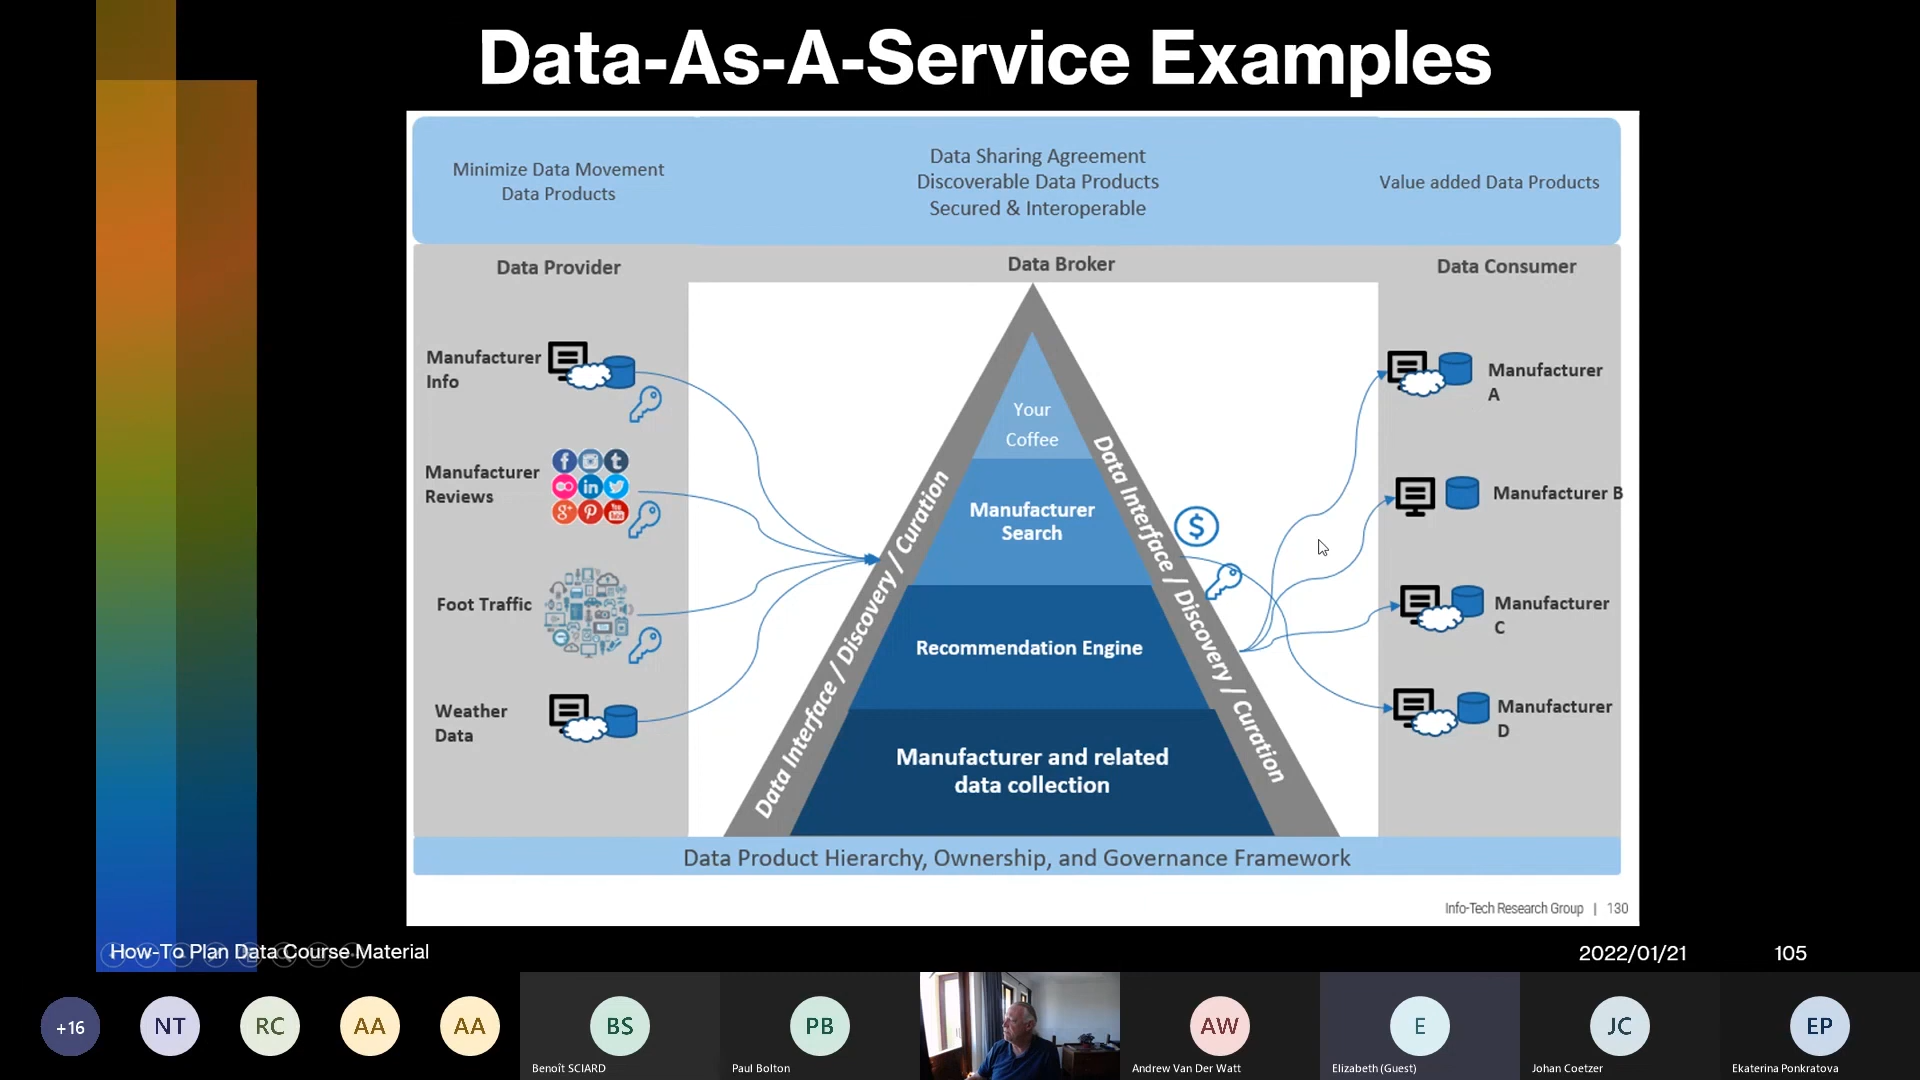 Data-As-A-Service Examples
Minimize Data Movement
Data Products
Data Sharing Agreement
Discoverable Data Products
Secured & Interoperable
Value added Data Products
Data Provider
Data Broker
Data Consumer
Manufacturer
Info
Manufacturer
Reviews
Foot Traffic
Weather
Data
Data Interface / Discovery / Curation
Your
Coffee
Manufacturer
Search
Recommendation Engine
Manufacturer and related
data collection
Data Interface / Discovery / Curation
$
Manufacturer
A
Manufacturer B
Manufacturer
C
Manufacturer
D
Data Product Hierarchy, Ownership, and Governance Framework
Info-Tech Research Group | 130
How-To Plan Data Course Material
2022/01/21
105
+16
NT
RC
AA
AA
BS
Benoît SCIARD
PB
Paul Bolton
AW
Andrew Van Der Watt
E
Elizabeth (Guest)
JC
Johan Coetzer
EP
Ekaterina Ponkratova